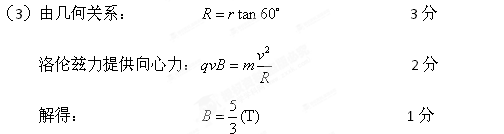 （3）由几何关系： R = r tan 60° 3分
洛伦兹力提供向心力：qvB = m v²/R 2分
解得： B = 5/3 (T) 1分